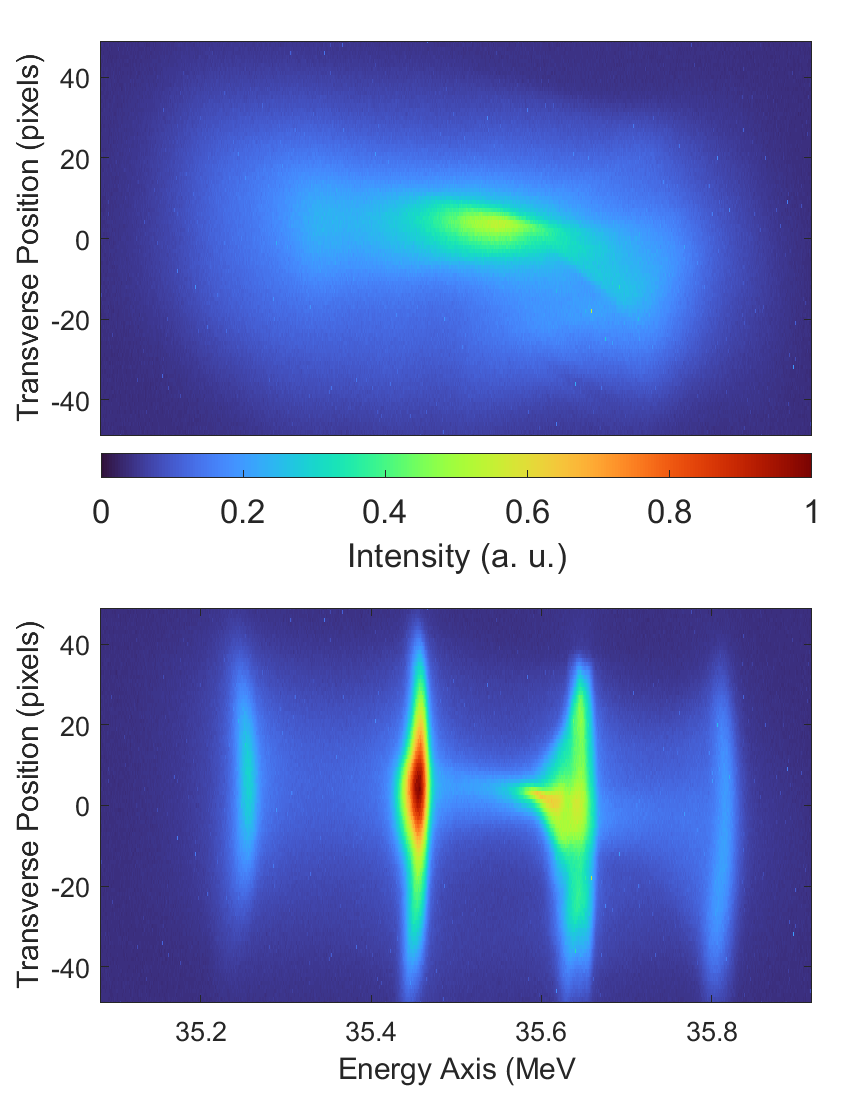 Transverse Position (pixels)
40
20
0
-20
-40
0 0.2 0.4 0.6 0.8 1
Intensity (a. u.)
Transverse Position (pixels)
40
20
0
-20
-40
35.2 35.4 35.6 35.8
Energy Axis (MeV